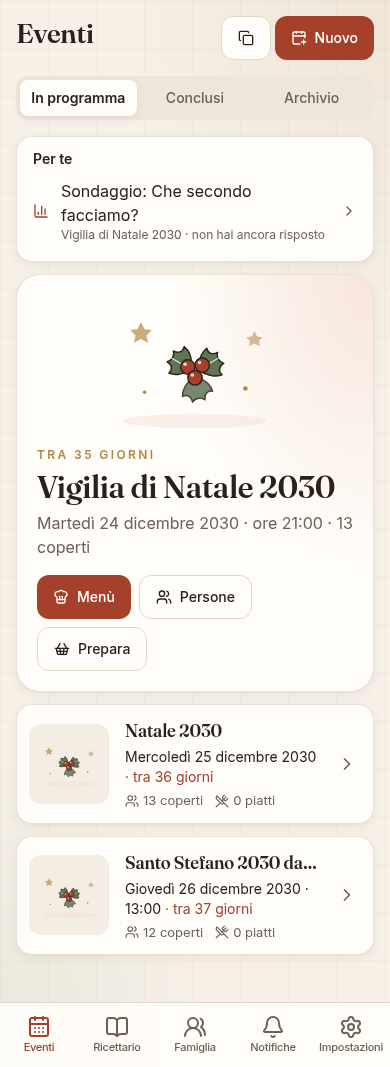 Eventi
Nuovo
In programma
Conclusi
Archivio
Per te
Sondaggio: Che secondo
facciamo?
Vigilia di Natale 2030 · non hai ancora risposto
TRA 35 GIORNI
Vigilia di Natale 2030
Martedì 24 dicembre 2030 · ore 21:00 · 13
coperti
Menù
Persone
Prepara
Natale 2030
Mercoledì 25 dicembre 2030
· tra 36 giorni
13 coperti
0 piatti
Santo Stefano 2030 da...
Giovedì 26 dicembre 2030 ·
13:00 · tra 37 giorni
12 coperti
0 piatti
Eventi
Ricettario
Famiglia
Notifiche
Impostazioni